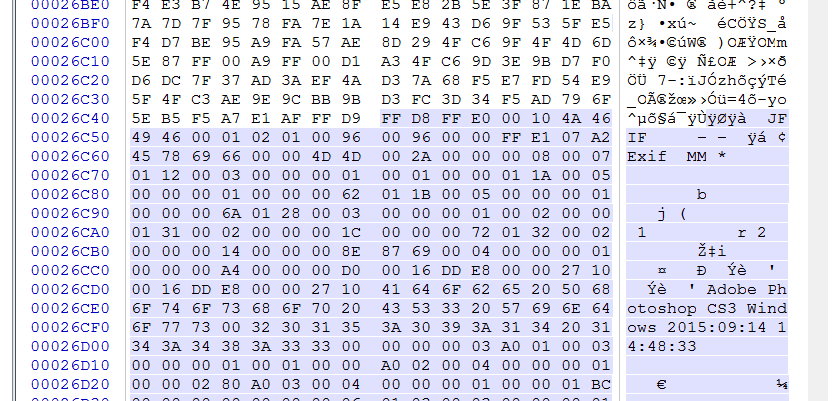 00026BE0 F4 E3 B7 4E 95 15 AE 8F E5 E8 2B 5E 3F 87 1E BA
00026BF0 7A 7D 7F 95 78 FA 7E 1A 14 E9 43 D6 9F 53 5F E5 z} •xú~ éCÖŸS_å
00026C00 F4 D7 BE 95 A9 FA 57 AE 8D 29 4F C6 9F 4F 4D 6D ô×¾•©úW® )OÆŸOMm
00026C10 5E 87 FF 00 A9 FF 00 D1 A3 4F C6 9D 3E 9B D7 F0 ^‡ÿ ©ÿ Ñ£OÆ >›×ð
00026C20 D6 DC 7F 37 AD 3A EF 4A D3 7A 68 F5 E7 FD 54 E9 ÖÜ 7-:ïJÓzhõçýTé
00026C30 5F 4F C3 AE 9E 9C BB 9B D3 FC 3D 34 F5 AD 79 6F _OÃ®žœ»›Óü=4õ-yo
00026C40 5E B5 F5 A7 E1 AF FF D9 FF D8 FF E0 00 10 4A 46 ^µõ§á¯ÿÙÿØÿà JF
00026C50 49 46 00 01 02 01 00 96 00 96 00 00 FF E1 07 A2 IF – – ÿá ¢
00026C60 45 78 69 66 00 00 4D 4D 00 2A 00 00 00 08 00 07 Exif MM *
00026C70 01 12 00 03 00 00 00 01 00 01 00 00 01 1A 00 05
00026C80 00 00 00 01 00 00 00 62 01 1B 00 05 00 00 00 01 b
00026C90 00 00 00 6A 01 28 00 03 00 00 00 01 00 02 00 00 j (
00026CA0 01 31 00 02 00 00 00 1C 00 00 00 72 01 32 00 02 1 r 2
00026CB0 00 00 00 14 00 00 00 8E 87 69 00 04 00 00 00 01 Ž‡i
00026CC0 00 00 00 A4 00 00 00 D0 00 16 DD E8 00 00 27 10 ¤ Ð Ýè '
00026CD0 00 16 DD E8 00 00 27 10 41 64 6F 62 65 20 50 68 Ýè ' Adobe Ph
00026CE0 6F 74 6F 73 68 6F 70 20 43 53 33 20 57 69 6E 64 otoshop CS3 Wind
00026CF0 6F 77 73 00 32 30 31 35 3A 30 39 3A 31 34 20 31 ows 2015:09:14 1
00026D00 34 3A 34 38 3A 33 33 00 00 00 00 03 A0 01 00 03 4:48:33
00026D10 00 00 00 01 00 01 00 00 A0 02 00 04 00 00 00 01
00026D20 00 00 02 80 A0 03 00 04 00 00 00 01 00 00 01 BC € ¼